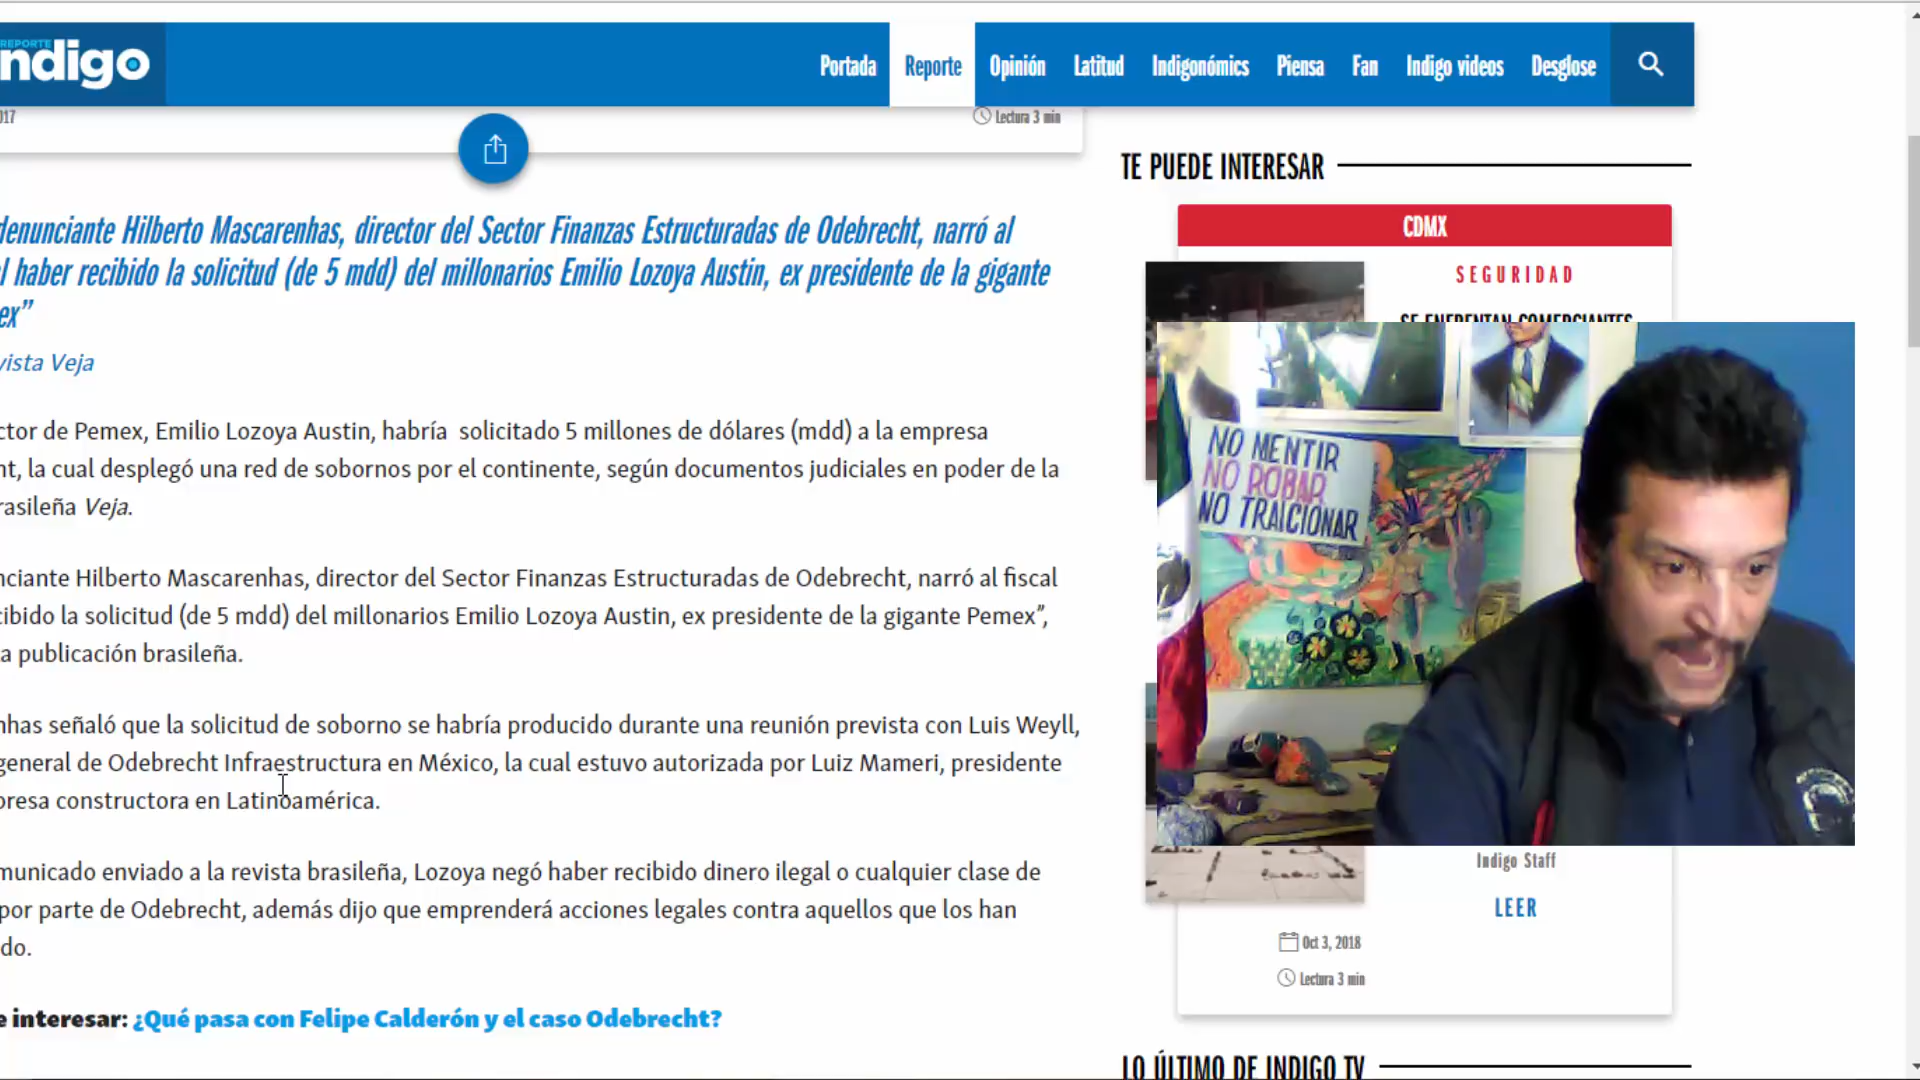 REPORTE
ndigo
Portada
Reporte
Opinión
Latitud
Indigonómics
Piensa
Fan
Indigo videos
Desglose
017
Lectura 3 min
denunciante Hilberto Mascarenhas, director del Sector Finanzas Estructuradas de Odebrecht, narró al
l haber recibido la solicitud (de 5 mdd) del millonarios Emilio Lozoya Austin, ex presidente de la gigante
ex”
vista Veja
ctor de Pemex, Emilio Lozoya Austin, habría solicitado 5 millones de dólares (mdd) a la empresa
nt, la cual desplegó una red de sobornos por el continente, según documentos judiciales en poder de la
rasileña Veja.
nciante Hilberto Mascarenhas, director del Sector Finanzas Estructuradas de Odebrecht, narró al fiscal
cibido la solicitud (de 5 mdd) del millonarios Emilio Lozoya Austin, ex presidente de la gigante Pemex”,
a publicación brasileña.
nhas señaló que la solicitud de soborno se habría producido durante una reunión prevista con Luis Weyll,
general de Odebrecht Infraestructura en México, la cual estuvo autorizada por Luiz Mameri, presidente
presa constructora en Latinoamérica.
municado enviado a la revista brasileña, Lozoya negó haber recibido dinero ilegal o cualquier clase de
por parte de Odebrecht, además dijo que emprenderá acciones legales contra aquellos que los han
do.
e interesar: ¿Qué pasa con Felipe Calderón y el caso Odebrecht?
TE PUEDE INTERESAR
CDMX
SEGURIDAD
SE ENFRENTAN COMERCIANTES
NO MENTIR
NO ROBAR
NO TRAICIONAR
Indigo Staff
LEER
Oct 3, 2018
Lectura 3 min
LO ÚLTIMO DE INDIGO TV